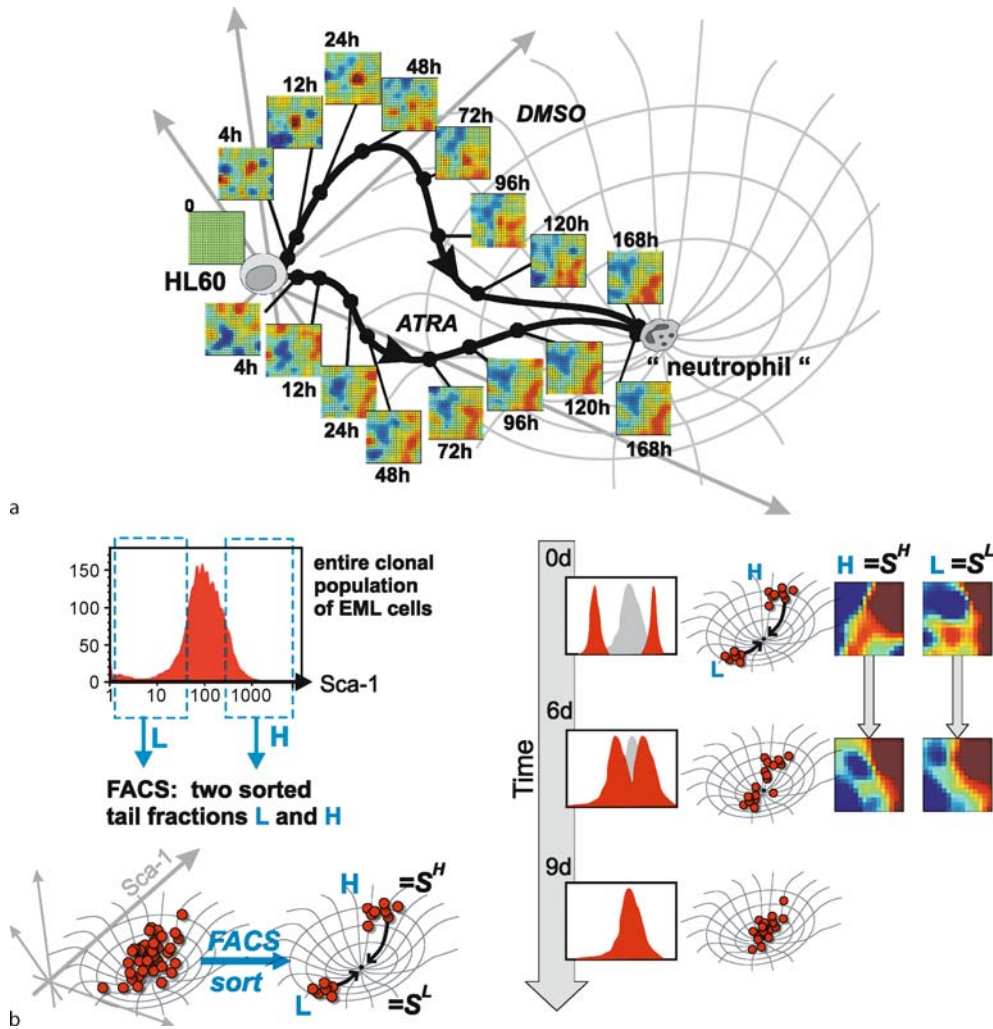 24h
12h
48h
4h
DMSO
72h
0
96h
HL60
120h
168h
ATRA
4h
" neutrophil "
12h
24h
120h
96h
72h
168h
48h
a
0d
H =S^H
L =S^L
150
entire clonal
population
of EML cells
100
H
50
0
Sca-1
1 10 100 1000
L
L
H
6d
FACS: two sorted
tail fractions L and H
Time
9d
Sca-1
H
=S^H
FACS
sort
L
=S^L
b